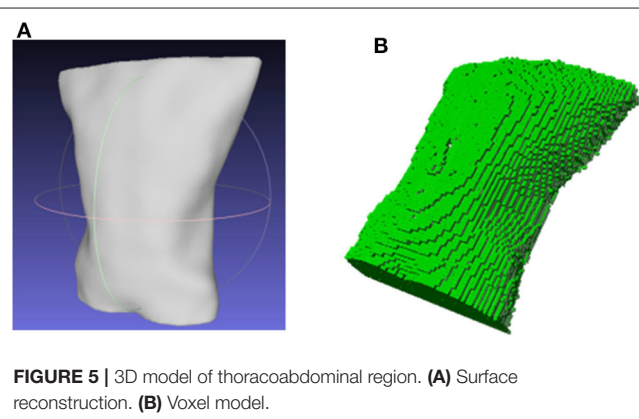 A
B
FIGURE 5 | 3D model of thoracoabdominal region. (A) Surface
reconstruction. (B) Voxel model.